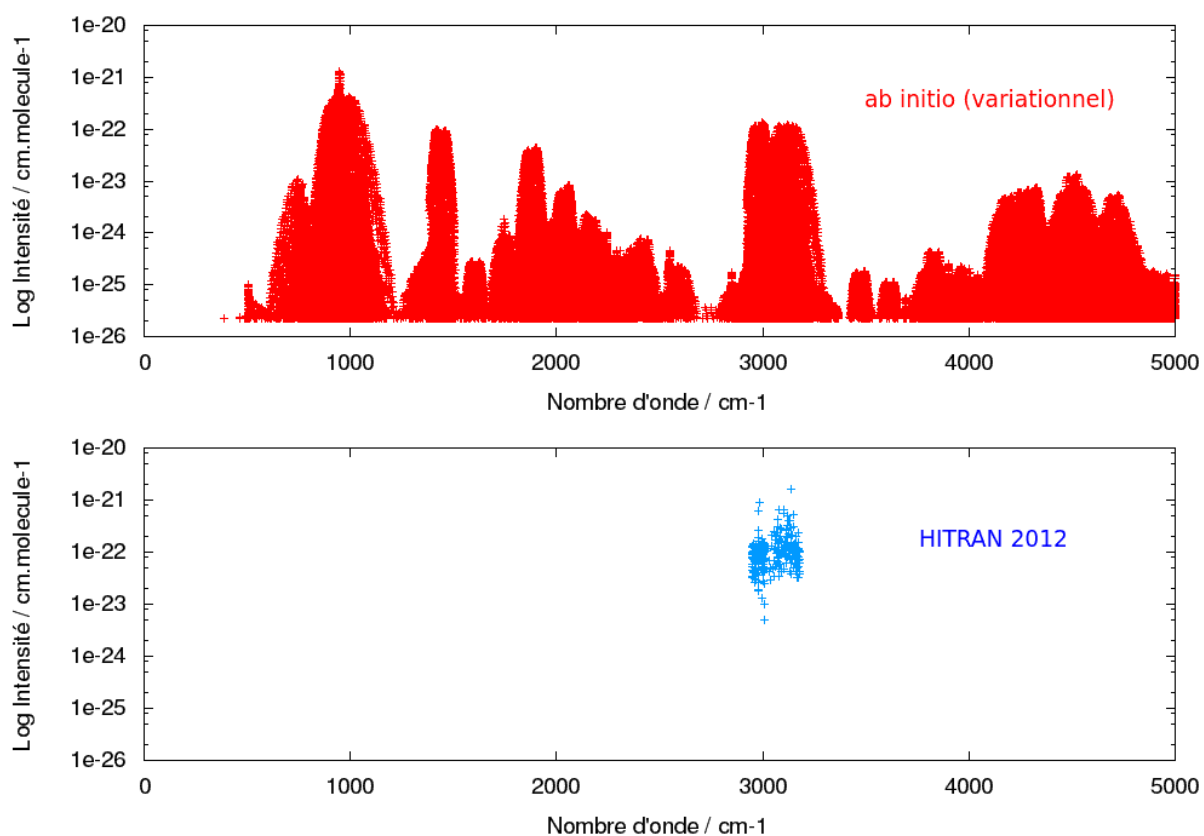 1e-20
1e-21
1e-22
1e-23
1e-24
1e-25
1e-26
Log Intensité / cm.molecule-1
ab initio (variationnel)
0 1000 2000 3000 4000 5000
Nombre d'onde / cm-1
1e-20
1e-21
1e-22
1e-23
1e-24
1e-25
1e-26
Log Intensité / cm.molecule-1
HITRAN 2012
0 1000 2000 3000 4000 5000
Nombre d'onde / cm-1